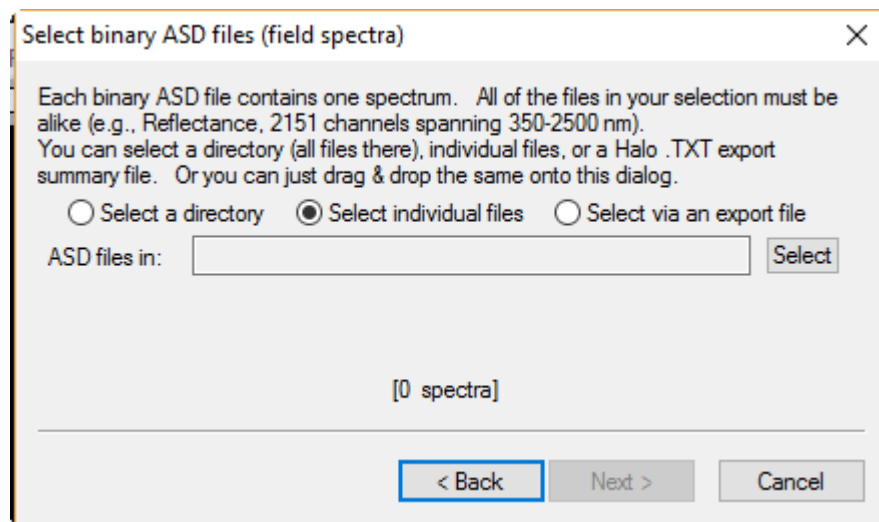 Select binary ASD files (field spectra)
Each binary ASD file contains one spectrum. All of the files in your selection must be
alike (e.g., Reflectance, 2151 channels spanning 350-2500 nm).
You can select a directory (all files there), individual files, or a Halo .TXT export
summary file. Or you can just drag & drop the same onto this dialog.
Select a directory Select individual files Select via an export file
ASD files in: Select
[0 spectra]
< Back Next > Cancel